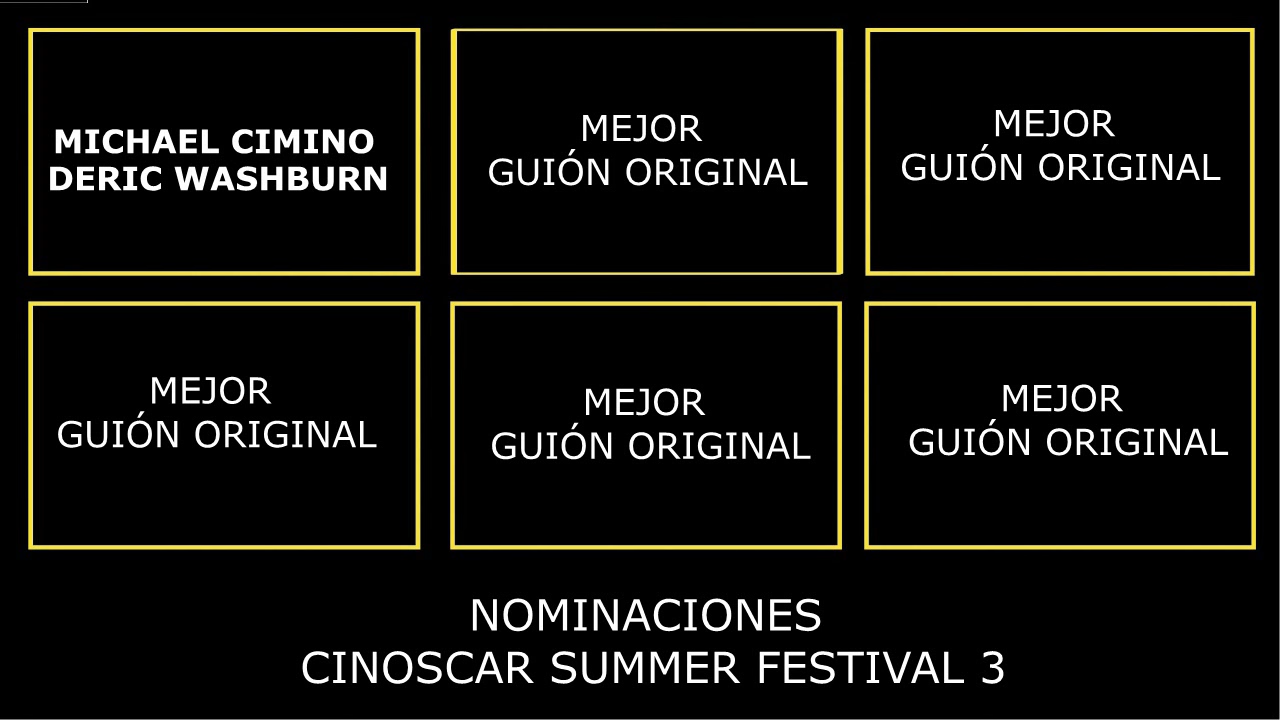 MICHAEL CIMINO
DERIC WASHBURN
MEJOR
GUIÓN ORIGINAL
MEJOR
GUIÓN ORIGINAL
MEJOR
GUIÓN ORIGINAL
MEJOR
GUIÓN ORIGINAL
MEJOR
GUIÓN ORIGINAL
NOMINACIONES
CINOSCAR SUMMER FESTIVAL 3